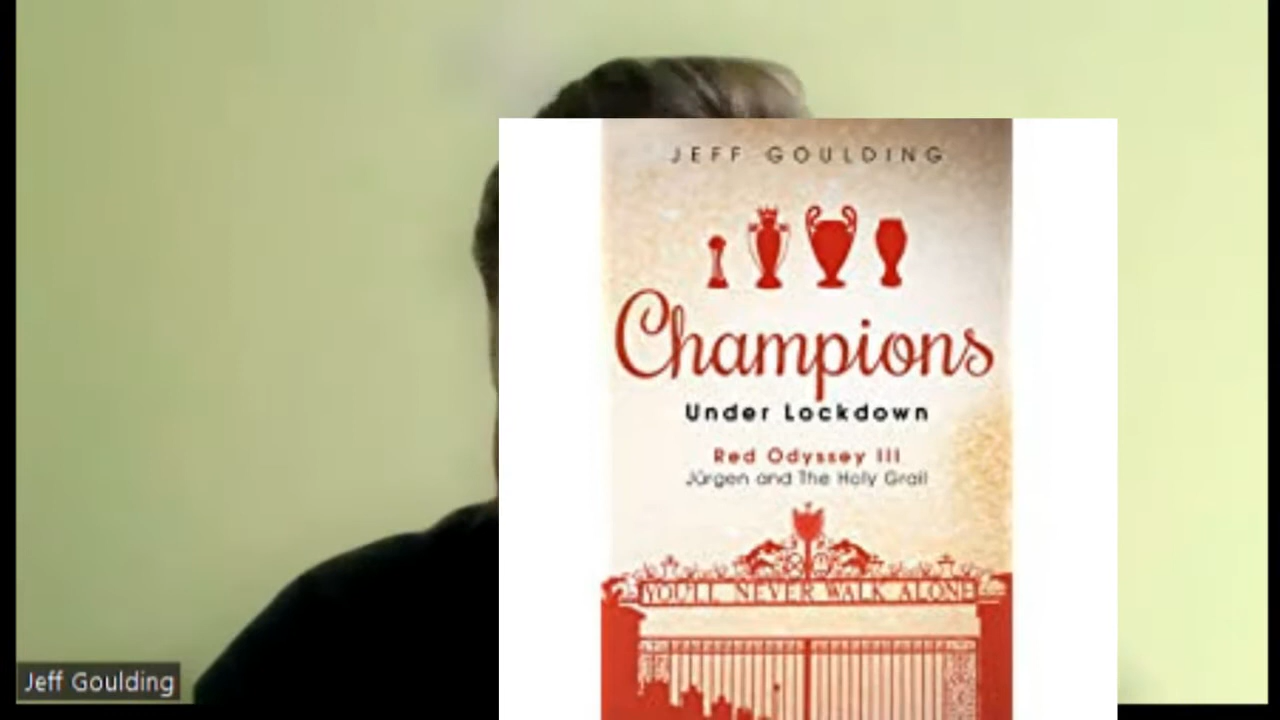 JEFF GOULDING
Champions
Under Lockdown
Red Odyssey III
Jürgen and The Holy Grail
YOU'LL NEVER WALK ALONE
Jeff Goulding